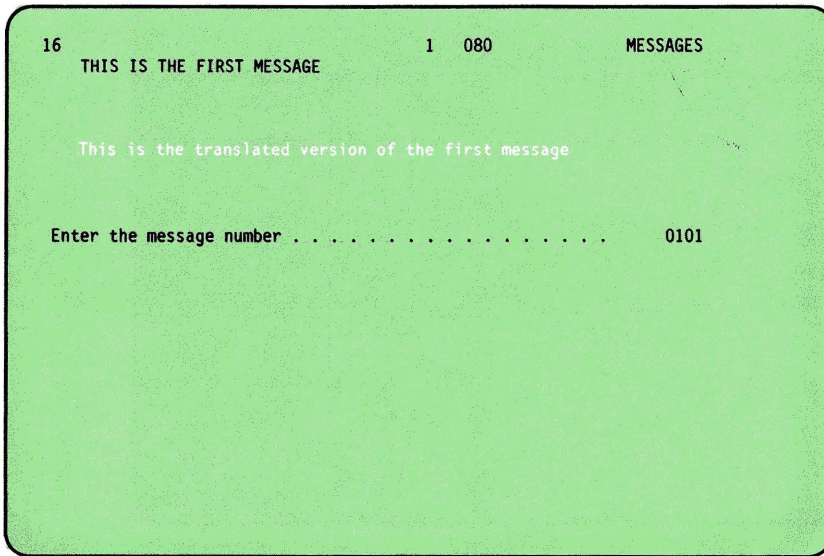 16 1 080 MESSAGES
THIS IS THE FIRST MESSAGE
This is the translated version of the first message
Enter the message number . . . . . . . . . . . . . . . . . 0101